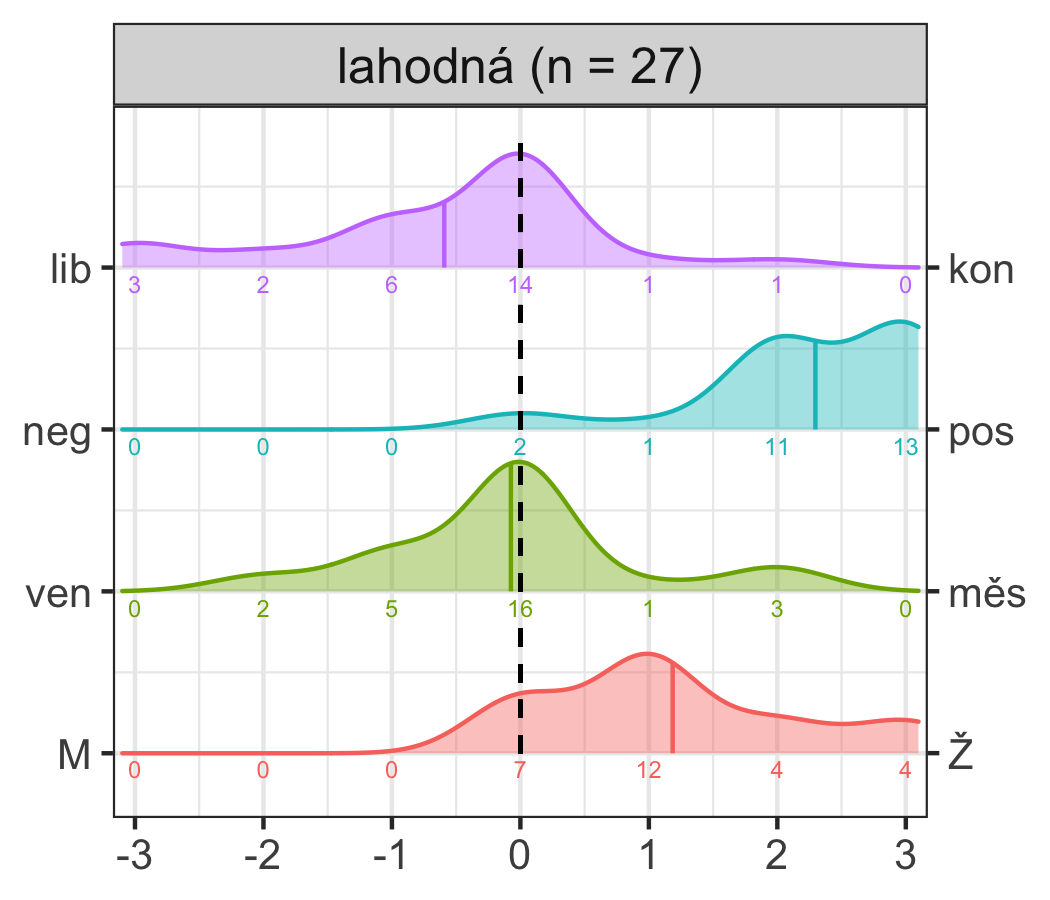 lahodná (n = 27)
lib kon
3 2 6 14 1 1 0
neg pos
0 0 0 2 1 11 13
ven měs
0 2 5 16 1 3 0
M Ž
0 0 0 7 12 4 4
-3 -2 -1 0 1 2 3